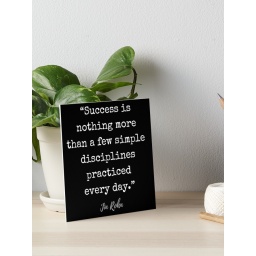 “Success is
nothing more
than a few simple
disciplines
practiced
every day.”
Jim Rohn